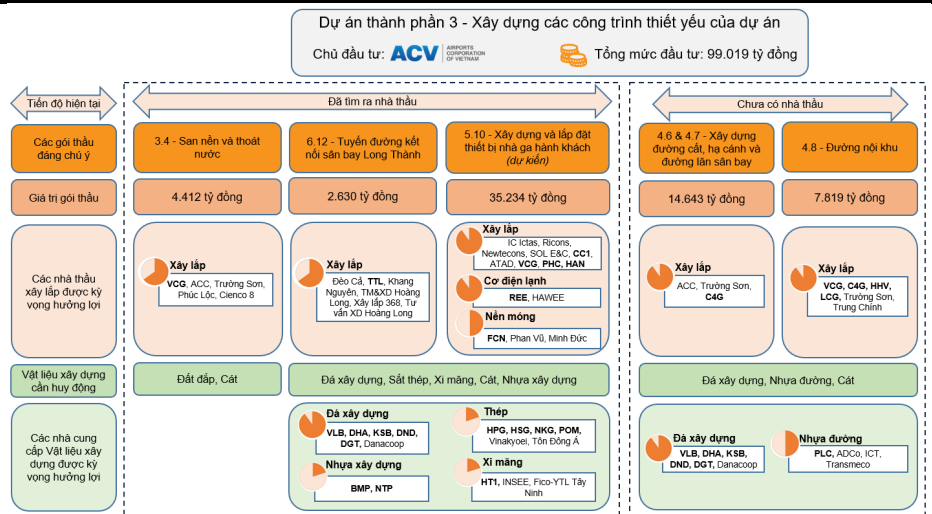 Dự án thành phần 3 - Xây dựng các công trình thiết yếu của dự án
Chủ đầu tư: ACV AIRPORTS CORPORATION OF VIETNAM Tổng mức đầu tư: 99.019 tỷ đồng
Tiến độ hiện tại
Đã tìm ra nhà thầu
Chưa có nhà thầu
Các gói thầu
đáng chú ý
3.4 - San nền và thoát
nước
6.12 - Tuyến đường kết
nối sân bay Long Thành
5.10 - Xây dựng và lắp đặt
thiết bị nhà ga hành khách
(dự kiến)
4.6 & 4.7 - Xây dựng
đường cất, hạ cánh và
đường lăn sân bay
4.8 - Đường nội khu
Giá trị gói thầu
4.412 tỷ đồng
2.630 tỷ đồng
35.234 tỷ đồng
14.643 tỷ đồng
7.819 tỷ đồng
Các nhà thầu
xây lắp được kỳ
vọng hưởng lợi
Xây lắp
VCG, ACC, Trường Sơn,
Phúc Lộc, Cienco 8
Xây lắp
Đèo Cả, TTL, Khang
Nguyên, TM&XD Hoàng
Long, Xây lắp 368, Tư
vấn XD Hoàng Long
Xây lắp
IC Ictas, Ricons,
Newtecons, SOL E&C, CC1,
ATAD, VCG, PHC, HAN
Cơ điện lạnh
REE, HAWEE
Nền móng
FCN, Phan Vũ, Minh Đức
Xây lắp
ACC, Trường Sơn,
C4G
Xây lắp
VCG, C4G, HHV,
LCG, Trường Sơn,
Trung Chính
Vật liệu xây dựng
cần huy động
Đất đắp, Cát
Đá xây dựng, Sắt thép, Xi măng, Cát, Nhựa xây dựng
Đá xây dựng, Nhựa đường, Cát
Các nhà cung
cấp Vật liệu xây
dựng được kỳ
vọng hưởng lợi
Đá xây dựng
VLB, DHA, KSB, DND,
DGT, Danacoop
Thép
HPG, HSG, NKG, POM,
Vinakyoei, Tôn Đông Á
Nhựa xây dựng
BMP, NTP
Xi măng
HT1, INSEE, Fico-YTL Tây
Ninh
Đá xây dựng
VLB, DHA, KSB,
DND, DGT, Danacoop
Nhựa đường
PLC, ADCo, ICT,
Transmeco